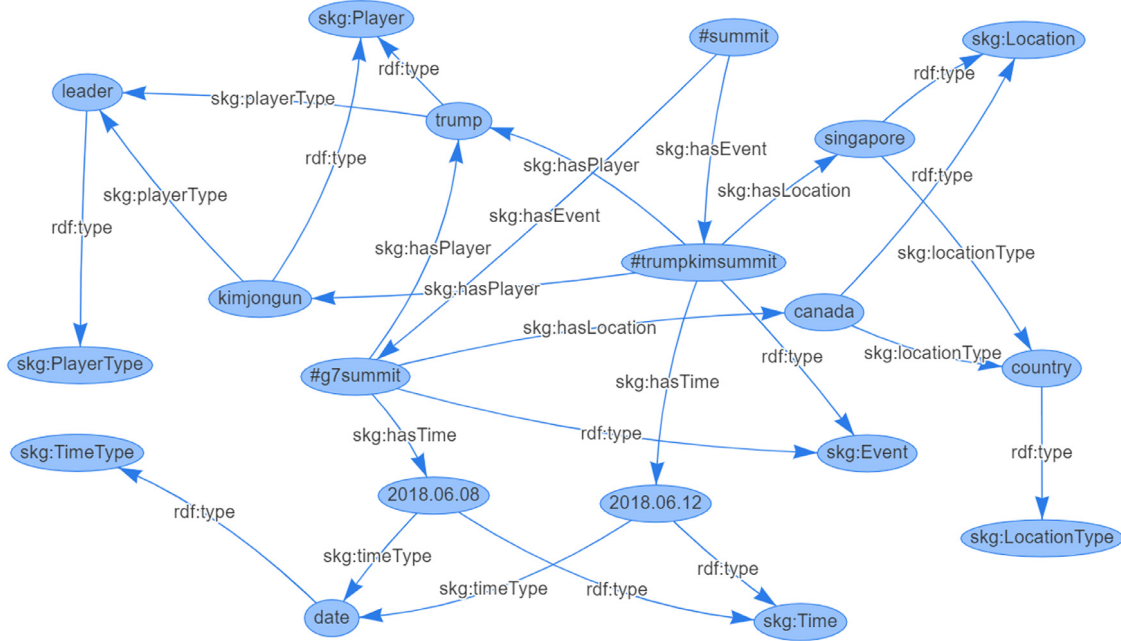 skg:Player
#summit
skg:Location
rdf:type
rdf:type
leader
skg:playerType
trump
singapore
skg:hasEvent
rdf:type
skg:hasPlayer
rdf:type
skg:hasLocation
skg:playerType
skg:hasEvent
rdf:type
skg:hasPlayer
skg:locationType
#trumpkimsummit
skg:hasPlayer
kimjongun
canada
skg:hasLocation
skg:locationType
rdf:type
skg:PlayerType
#g7summit
country
skg:hasTime
skg:hasTime
rdf:type
skg:TimeType
skg:Event
rdf:type
2018.06.08
2018.06.12
rdf:type
skg:LocationType
skg:timeType
rdf:type
skg:timeType
rdf:type
date
skg:Time